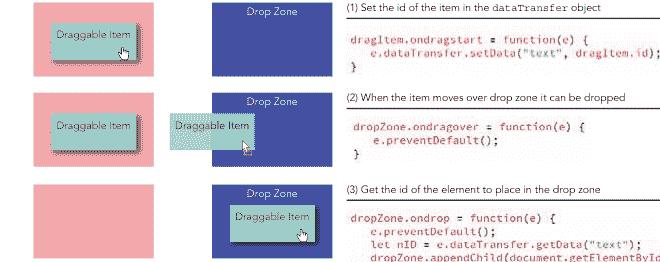 Draggable Item
Drop Zone
(1) Set the id of the item in the dataTransfer object
dragItem.ondragstart = function(e) {
e.dataTransfer.setData("text", dragItem.id);
}
Draggable Item
Draggable Item
Drop Zone
(2) When the item moves over drop zone it can be dropped
dropZone.ondragover = function(e) {
e.preventDefault();
}
Drop Zone
Draggable Item
(3) Get the id of the element to place in the drop zone
dropZone.ondrop = function(e) {
e.preventDefault();
let nID = e.dataTransfer.getData("text");
dropZone.appendChild(document.getElementById